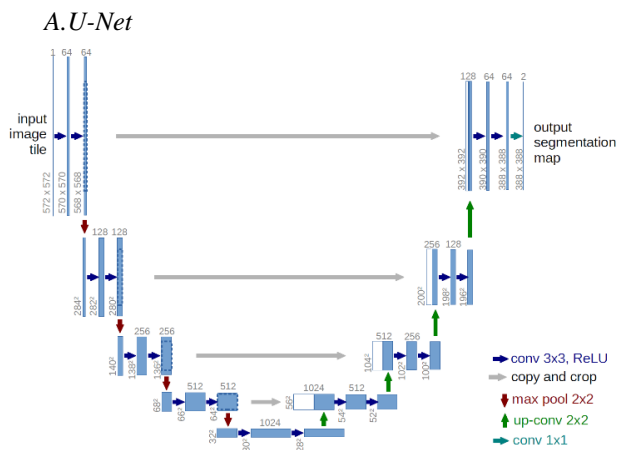 A.U-Net
1 64 64
128 64 64 2
input
image
tile
output
segmentation
map
572 x 572
570 x 570
568 x 568
392 x 392
390 x 390
388 x 388
388 x 388
128 128
256 128
284²
282²
280²
200²
198²
196²
256 256
512 256
140²
138²
136²
104²
102²
100²
512 512
1024 512
68²
66²
64²
56²
54²
52²
1024
32²
30²
28²
conv 3x3, ReLU
copy and crop
max pool 2x2
up-conv 2x2
conv 1x1